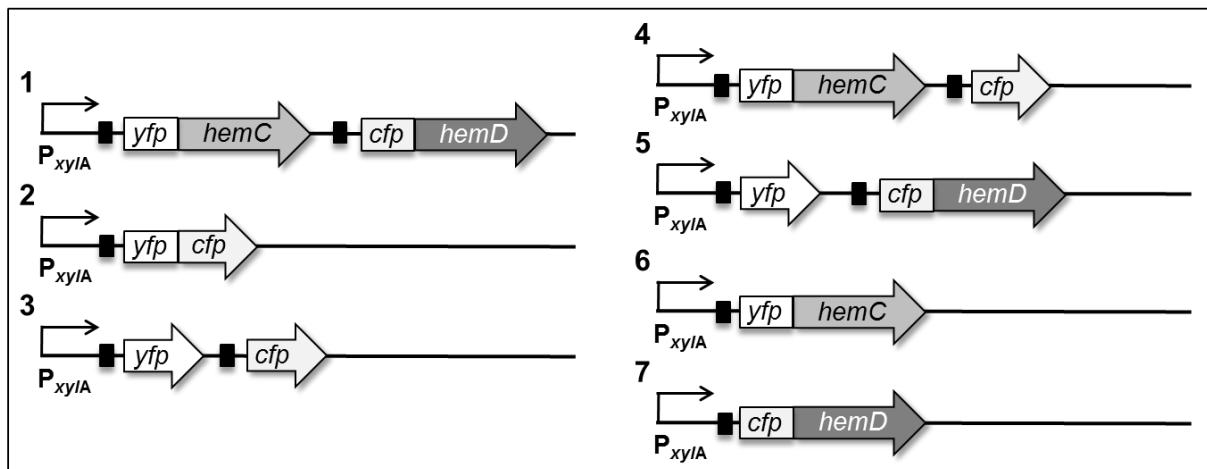 1
yfp hemC cfp hemD
PxylA
2
yfp cfp
PxylA
3
yfp cfp
PxylA
4
yfp hemC cfp
PxylA
5
yfp cfp hemD
PxylA
6
yfp hemC
PxylA
7
cfp hemD
PxylA